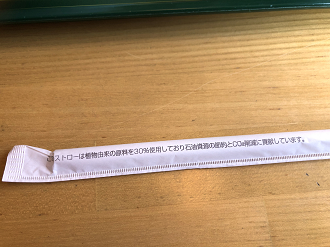 ストローは植物由来の原料を30%使用しており石油資源の節約とCO₂削減に貢献しています。